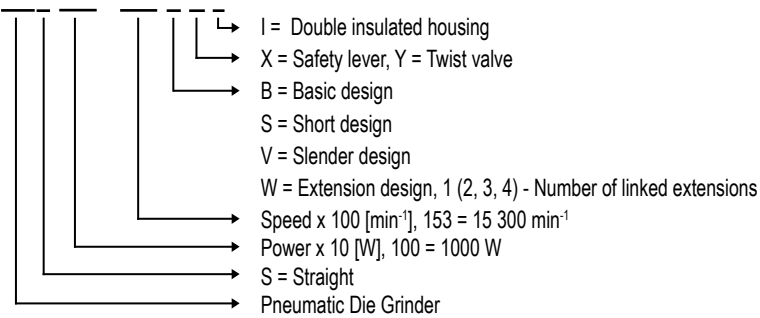 I = Double insulated housing
X = Safety lever, Y = Twist valve
B = Basic design
S = Short design
V = Slender design
W = Extension design, 1 (2, 3, 4) - Number of linked extensions
Speed x 100 [min⁻¹], 153 = 15 300 min⁻¹
Power x 10 [W], 100 = 1000 W
S = Straight
Pneumatic Die Grinder